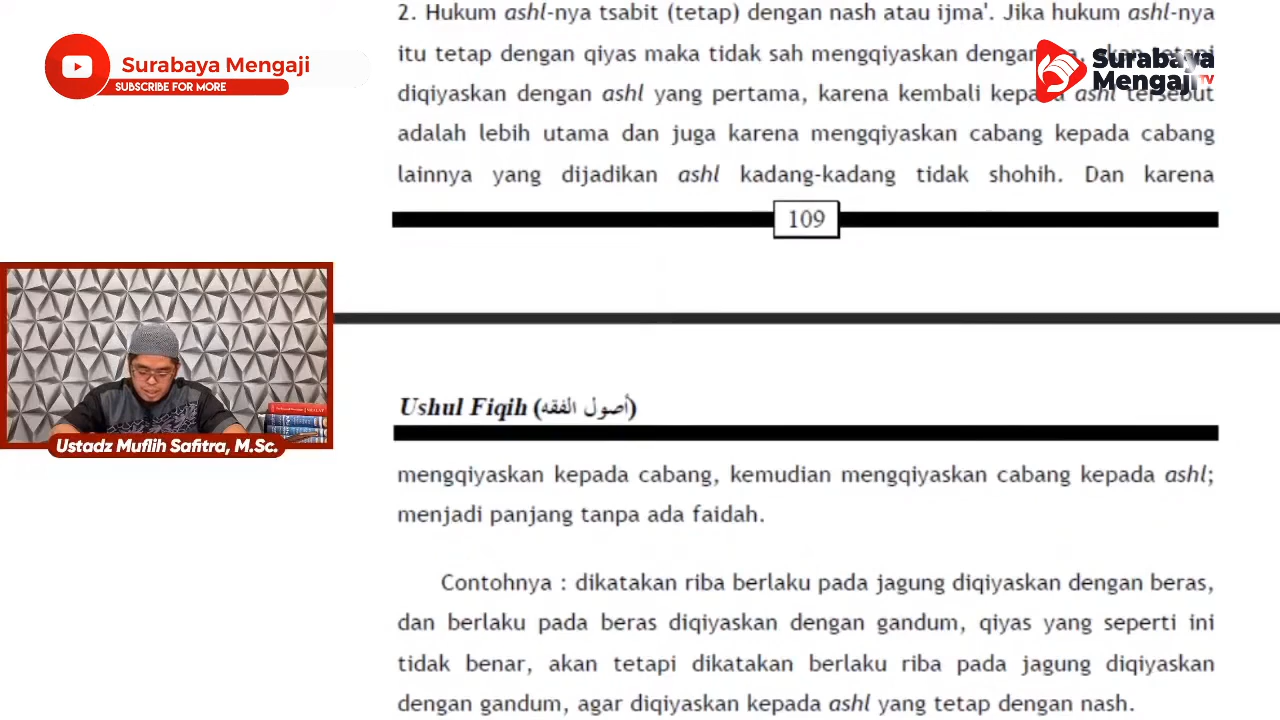 Surabaya Mengaji
SUBSCRIBE FOR MORE
Surabaya
Mengaji TV
2. Hukum ashl-nya tsabit (tetap) dengan nash atau ijma'. Jika hukum ashl-nya
itu tetap dengan qiyas maka tidak sah mengqiyaskan
diqiyaskan dengan ashl yang pertama, karena kembali kepada ashl tersebut
adalah lebih utama dan juga karena mengqiyaskan cabang kepada cabang
lainnya yang dijadikan ashl kadang-kadang tidak shohih. Dan karena
109
Ustadz Muflih Safitra, M.Sc.
Ushul Fiqih (أصول الفقه)
mengqiyaskan kepada cabang, kemudian mengqiyaskan cabang kepada ashl;
menjadi panjang tanpa ada faidah.
Contohnya : dikatakan riba berlaku pada jagung diqiyaskan dengan beras,
dan berlaku pada beras diqiyaskan dengan gandum, qiyas yang seperti ini
tidak benar, akan tetapi dikatakan berlaku riba pada jagung diqiyaskan
dengan gandum, agar diqiyaskan kepada ashl yang tetap dengan nash.